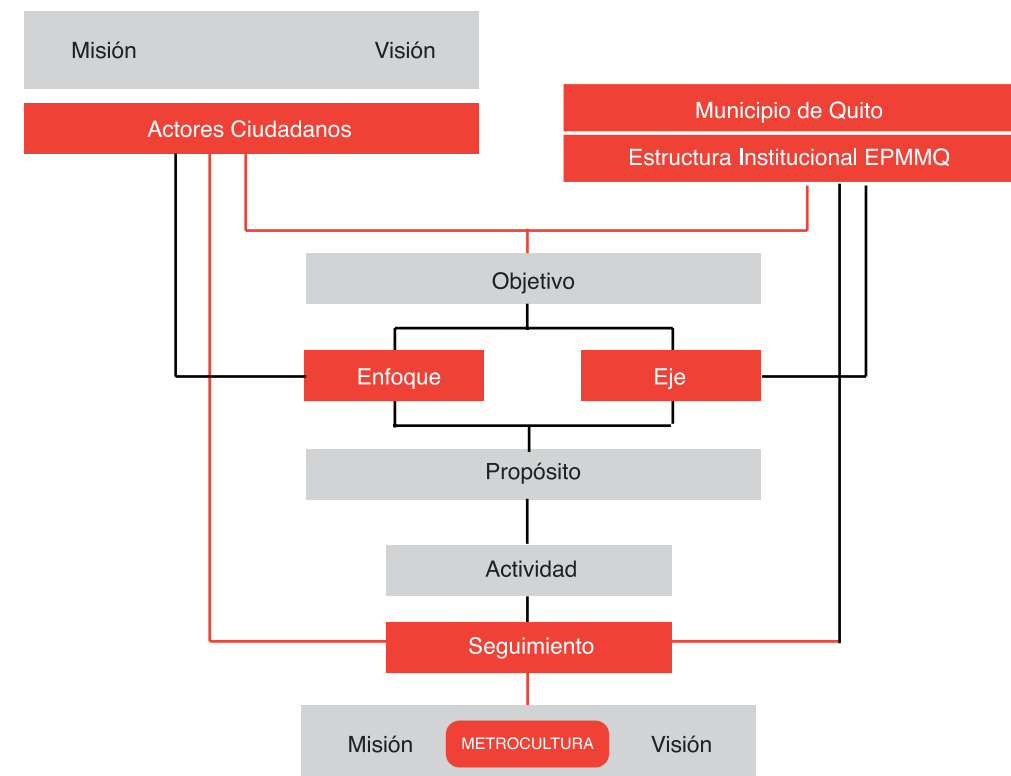 Misión Visión
Actores Ciudadanos
Municipio de Quito
Estructura Institucional EPMMQ
Objetivo
Enfoque Eje
Propósito
Actividad
Seguimiento
Misión METROCULTURA Visión